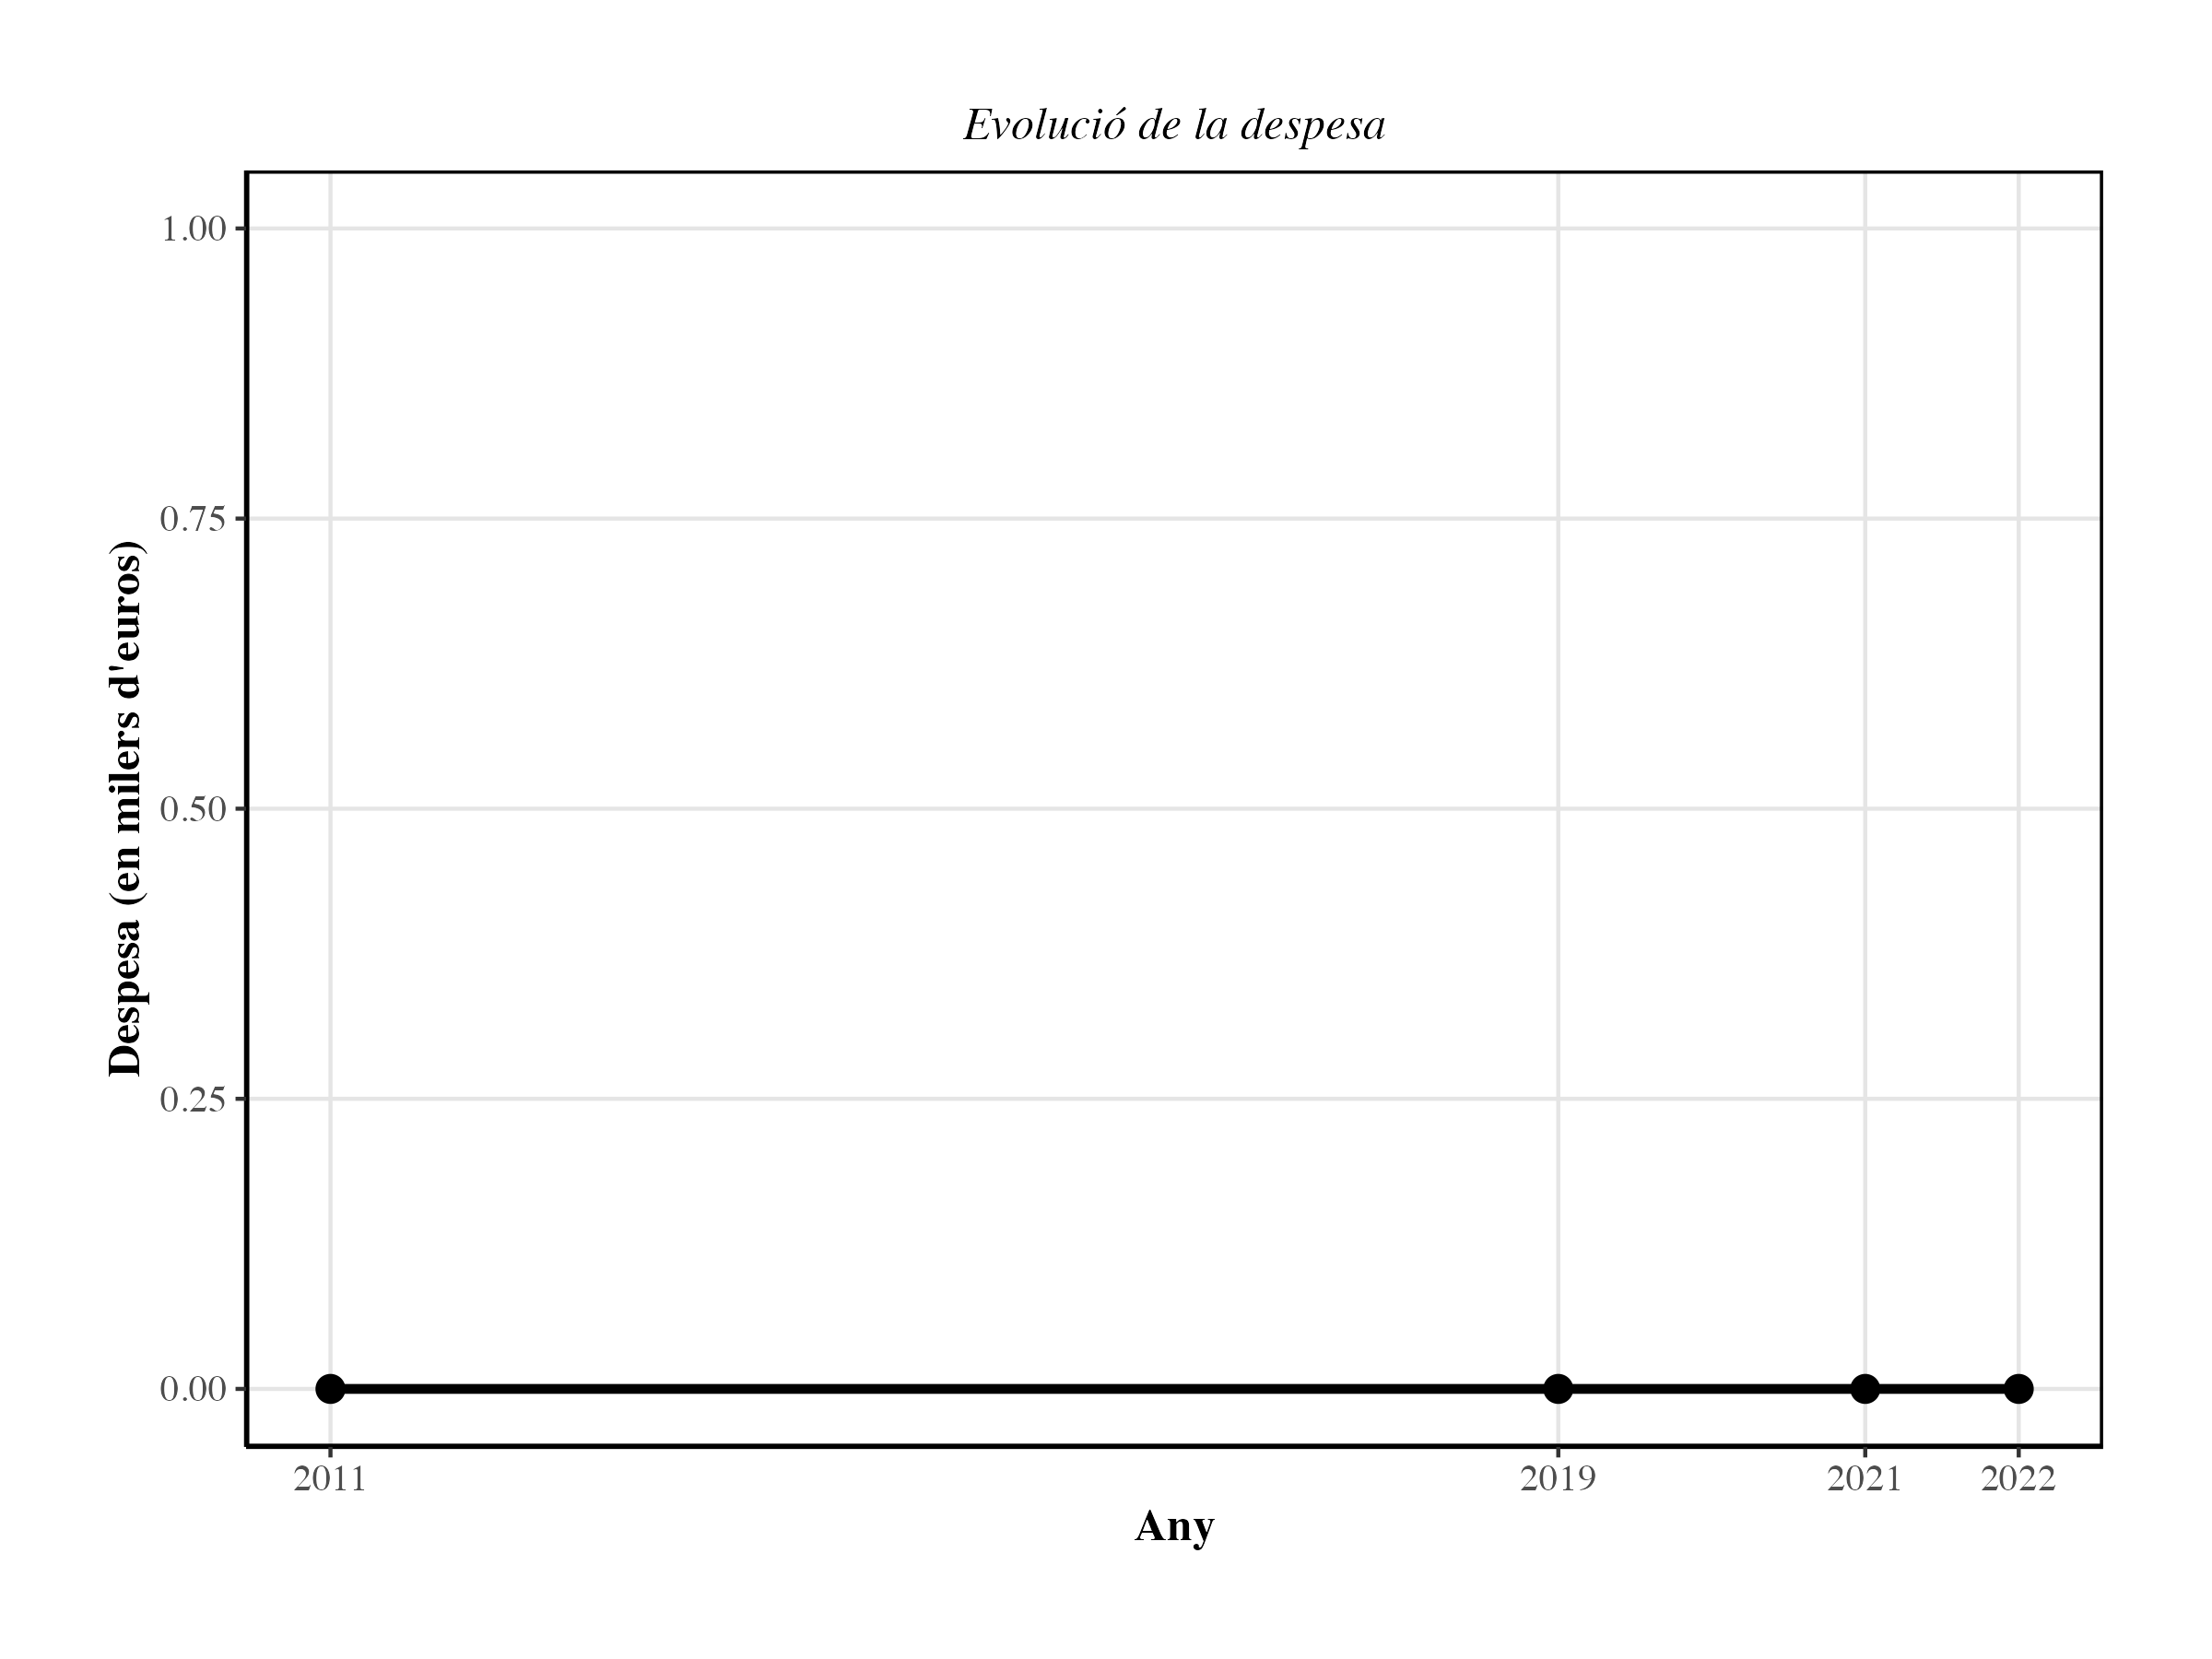 Evolució de la despesa
1.00
0.75
0.50
0.25
0.00
Despesa (en milers d'euros)
2011 2019 2021 2022
Any